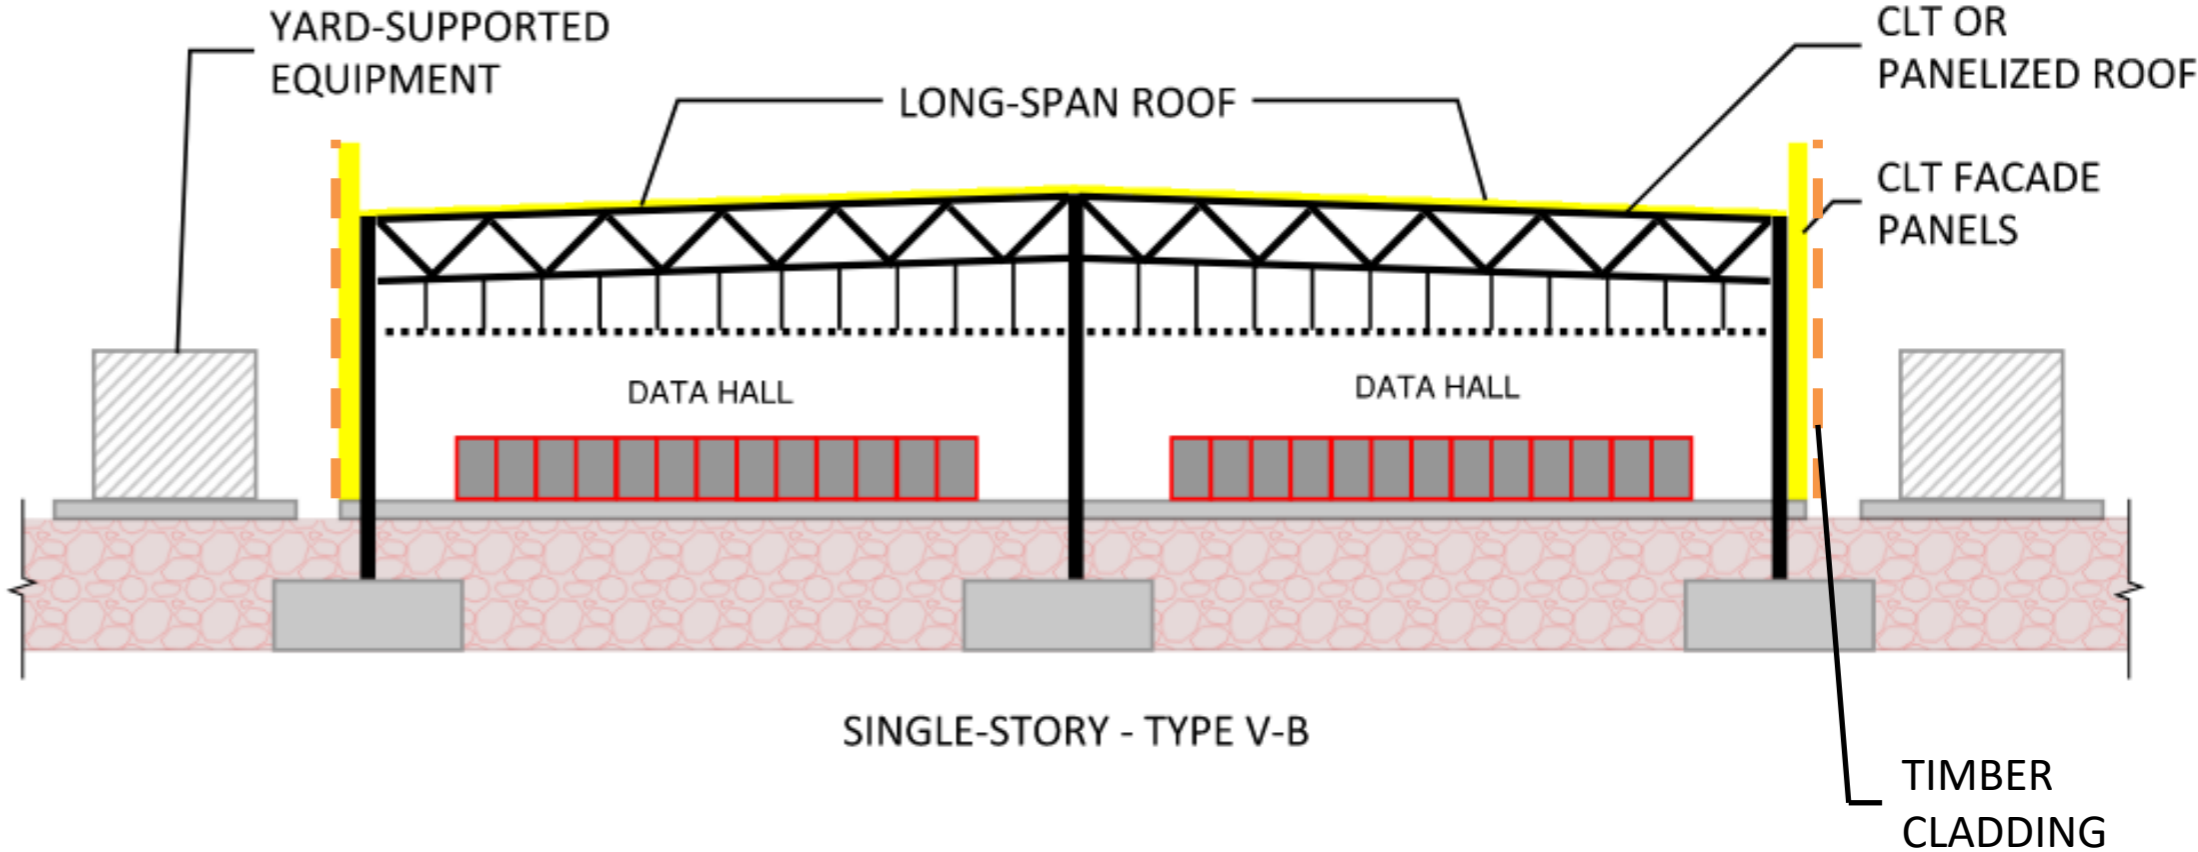 YARD-SUPPORTED
EQUIPMENT
LONG-SPAN ROOF
CLT OR
PANELIZED ROOF
CLT FACADE
PANELS
DATA HALL
DATA HALL
SINGLE-STORY - TYPE V-B
TIMBER
CLADDING